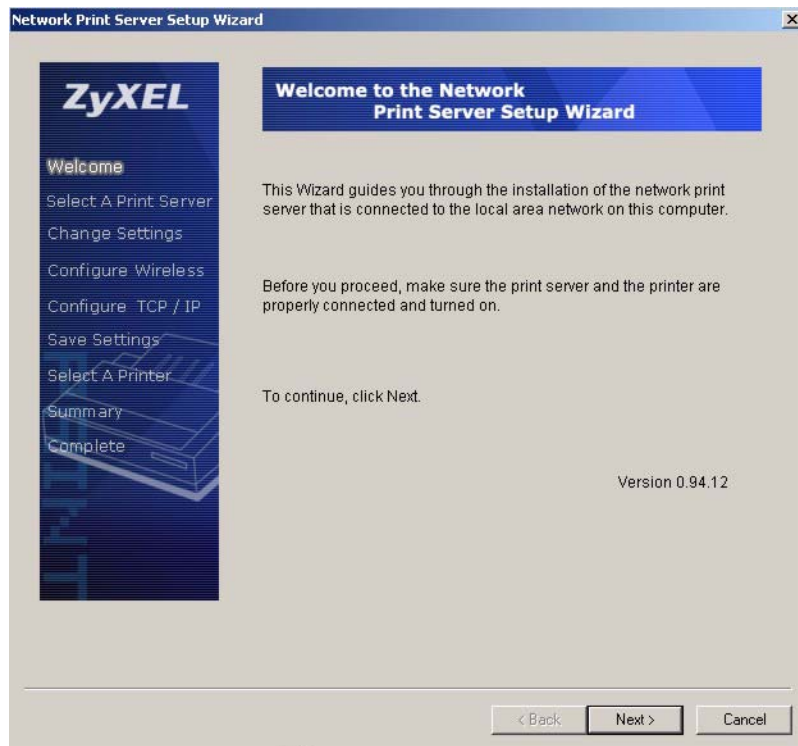 Network Print Server Setup Wizard
ZyXEL
Welcome
Select A Print Server
Change Settings
Configure Wireless
Configure TCP / IP
Save Settings
Select A Printer
Summary
Complete
PRINT
Welcome to the Network
Print Server Setup Wizard
This Wizard guides you through the installation of the network print
server that is connected to the local area network on this computer.
Before you proceed, make sure the print server and the printer are
properly connected and turned on.
To continue, click Next.
Version 0.94.12
< Back
Next >
Cancel